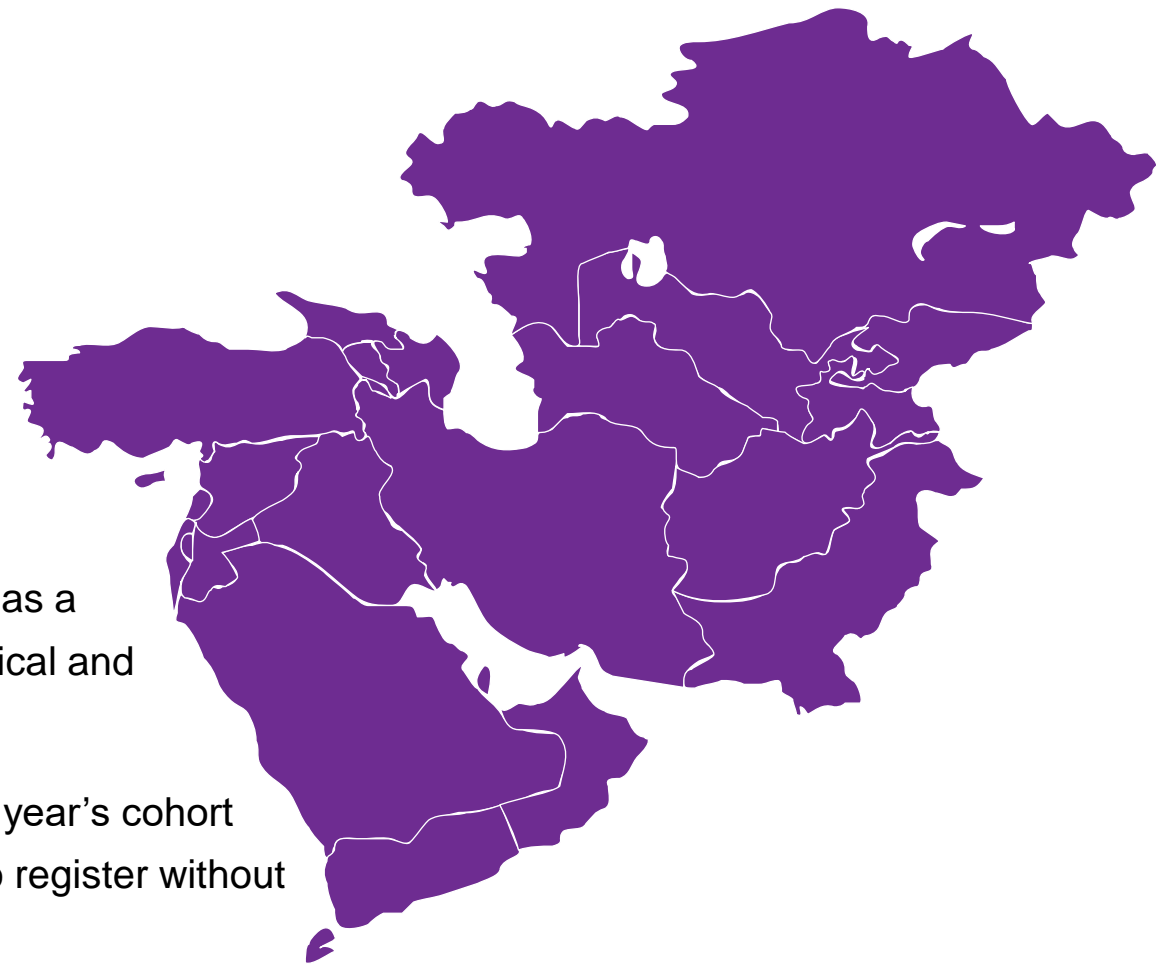 as a
ical and
year’s cohort
register without